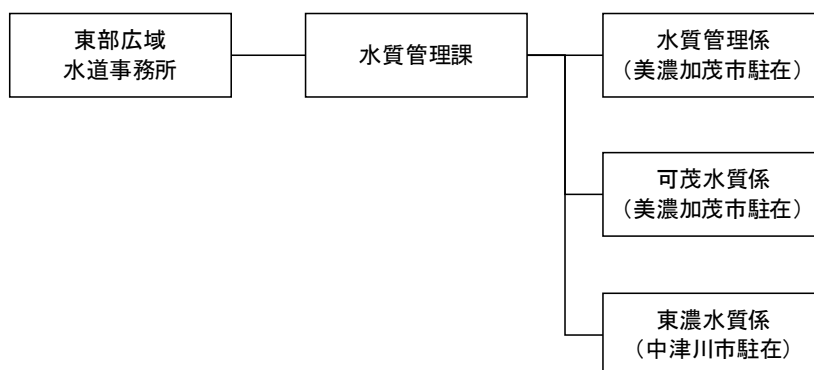 東部広域
水道事務所
水質管理課
水質管理係
（美濃加茂市駐在）
可茂水質係
（美濃加茂市駐在）
東濃水質係
（中津川市駐在）